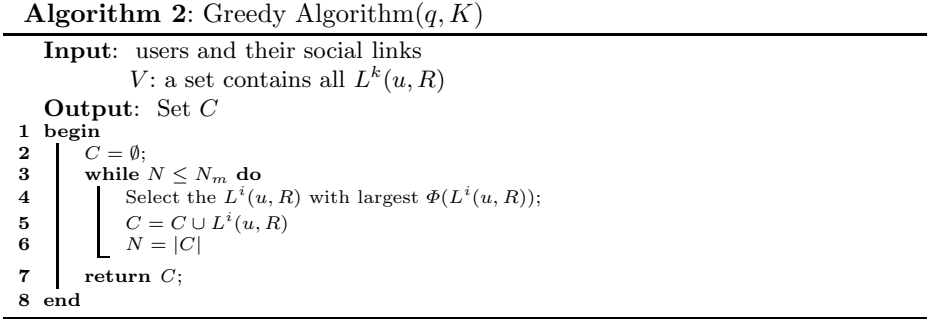 Algorithm 2: Greedy Algorithm(q, K)
Input: users and their social links
V: a set contains all L^k(u, R)
Output: Set C
1 begin
2 C = ∅;
3 while N ≤ N_m do
4 Select the L^i(u, R) with largest Φ(L^i(u, R));
5 C = C ∪ L^i(u, R)
6 N = |C|
7 return C;
8 end